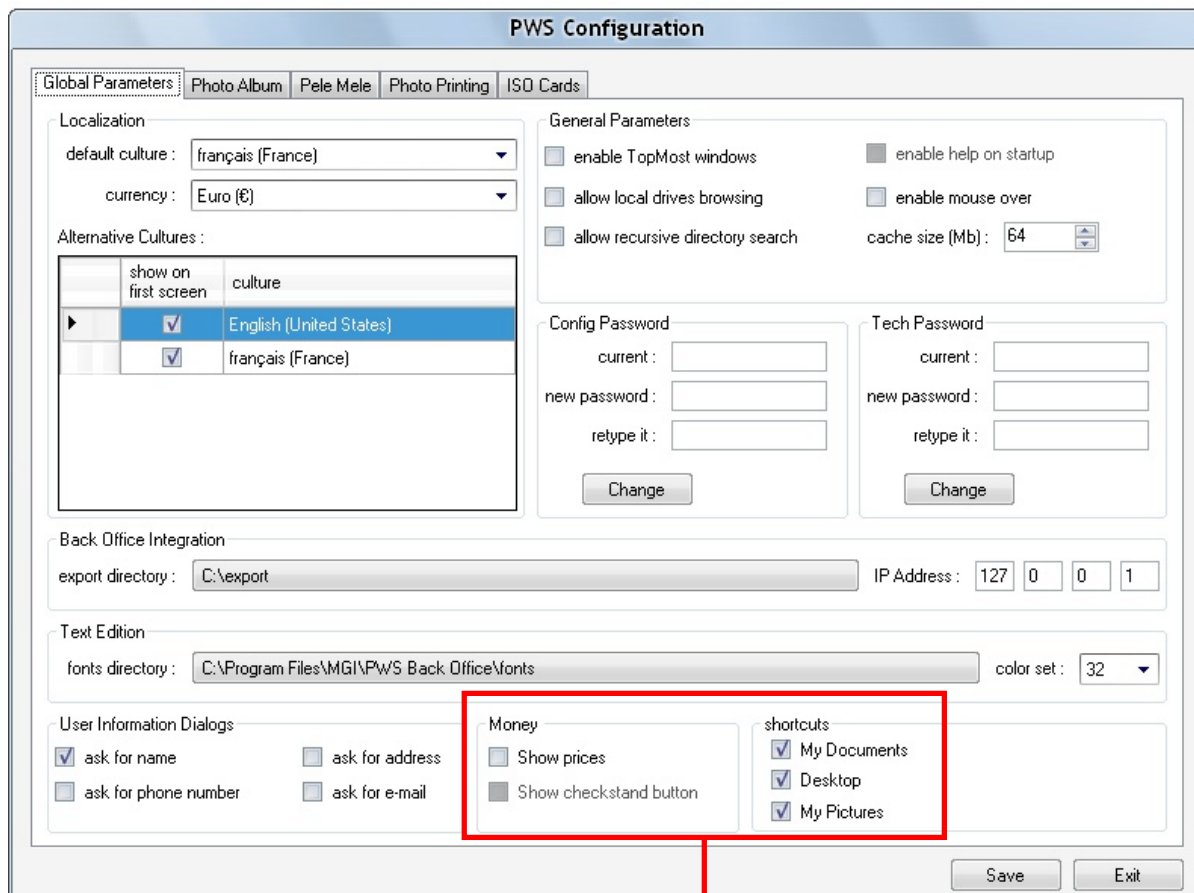 PWS Configuration
Global Parameters
Photo Album
Pele Mele
Photo Printing
ISO Cards
Localization
default culture :
français (France)
currency :
Euro (€)
Alternative Cultures :
show on
first screen
culture
English (United States)
français (France)
General Parameters
enable TopMost windows
enable help on startup
allow local drives browsing
enable mouse over
allow recursive directory search
cache size (Mb) :
64
Config Password
current :
new password :
retype it :
Change
Tech Password
current :
new password :
retype it :
Change
Back Office Integration
export directory :
C:\export
IP Address :
127
0
0
1
Text Edition
fonts directory :
C:\Program Files\MGI\PWS Back Office\fonts
color set :
32
User Information Dialogs
ask for name
ask for address
ask for phone number
ask for e-mail
Money
Show prices
Show checkstand button
shortcuts
My Documents
Desktop
My Pictures
Save
Exit